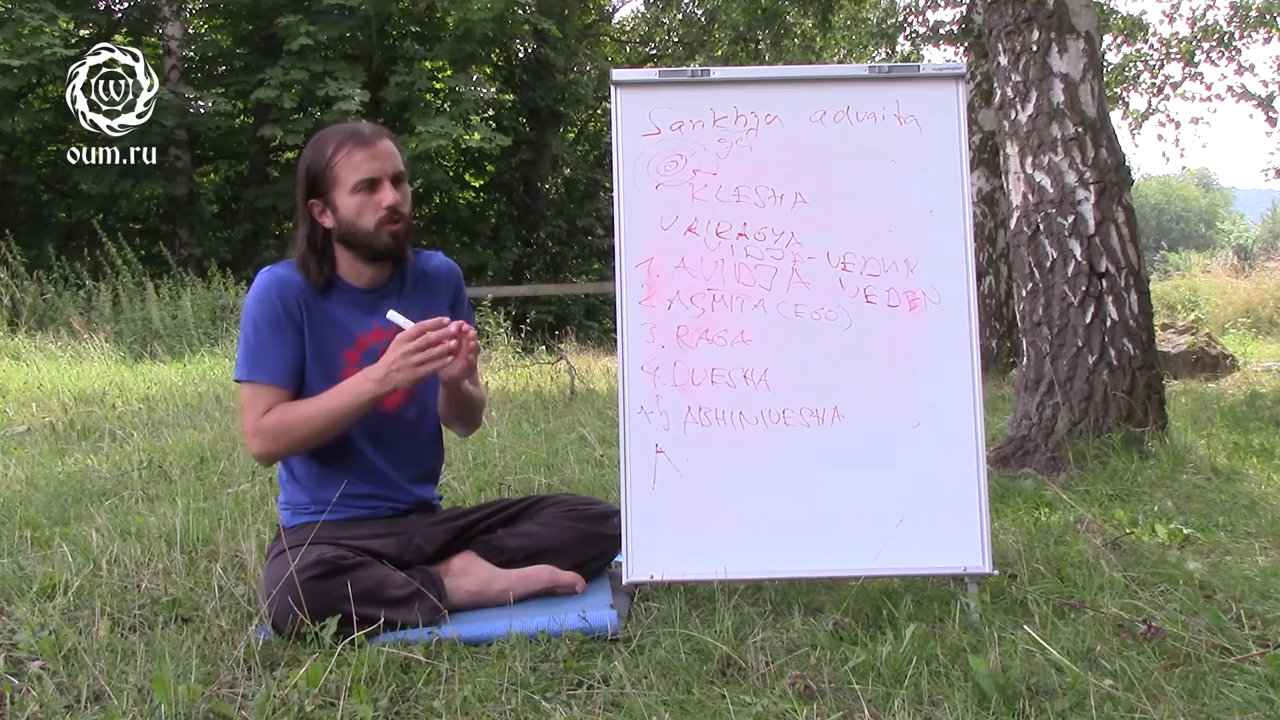 oum.ru
Sankhja advaita
ga
KLESHA
VAIRAGYA
VIDJA - VEDUN
1. AVIDJA VEDEN
2. ASMITA (EGO)
3. RAGA
4. DVESHA
5 ABHINIVESHA
A